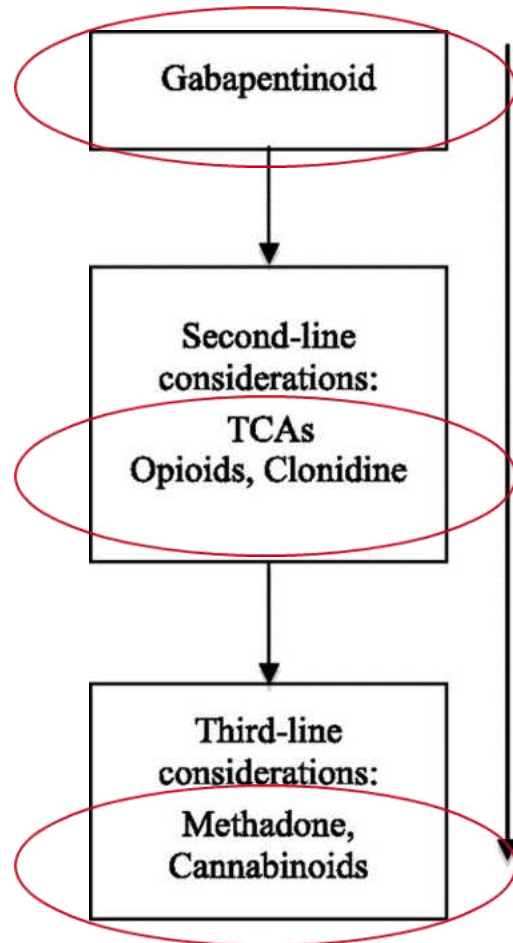 Gabapentinoid
Second-line
considerations:
TCAs
Opioids, Clonidine
Third-line
considerations:
Methadone,
Cannabinoids